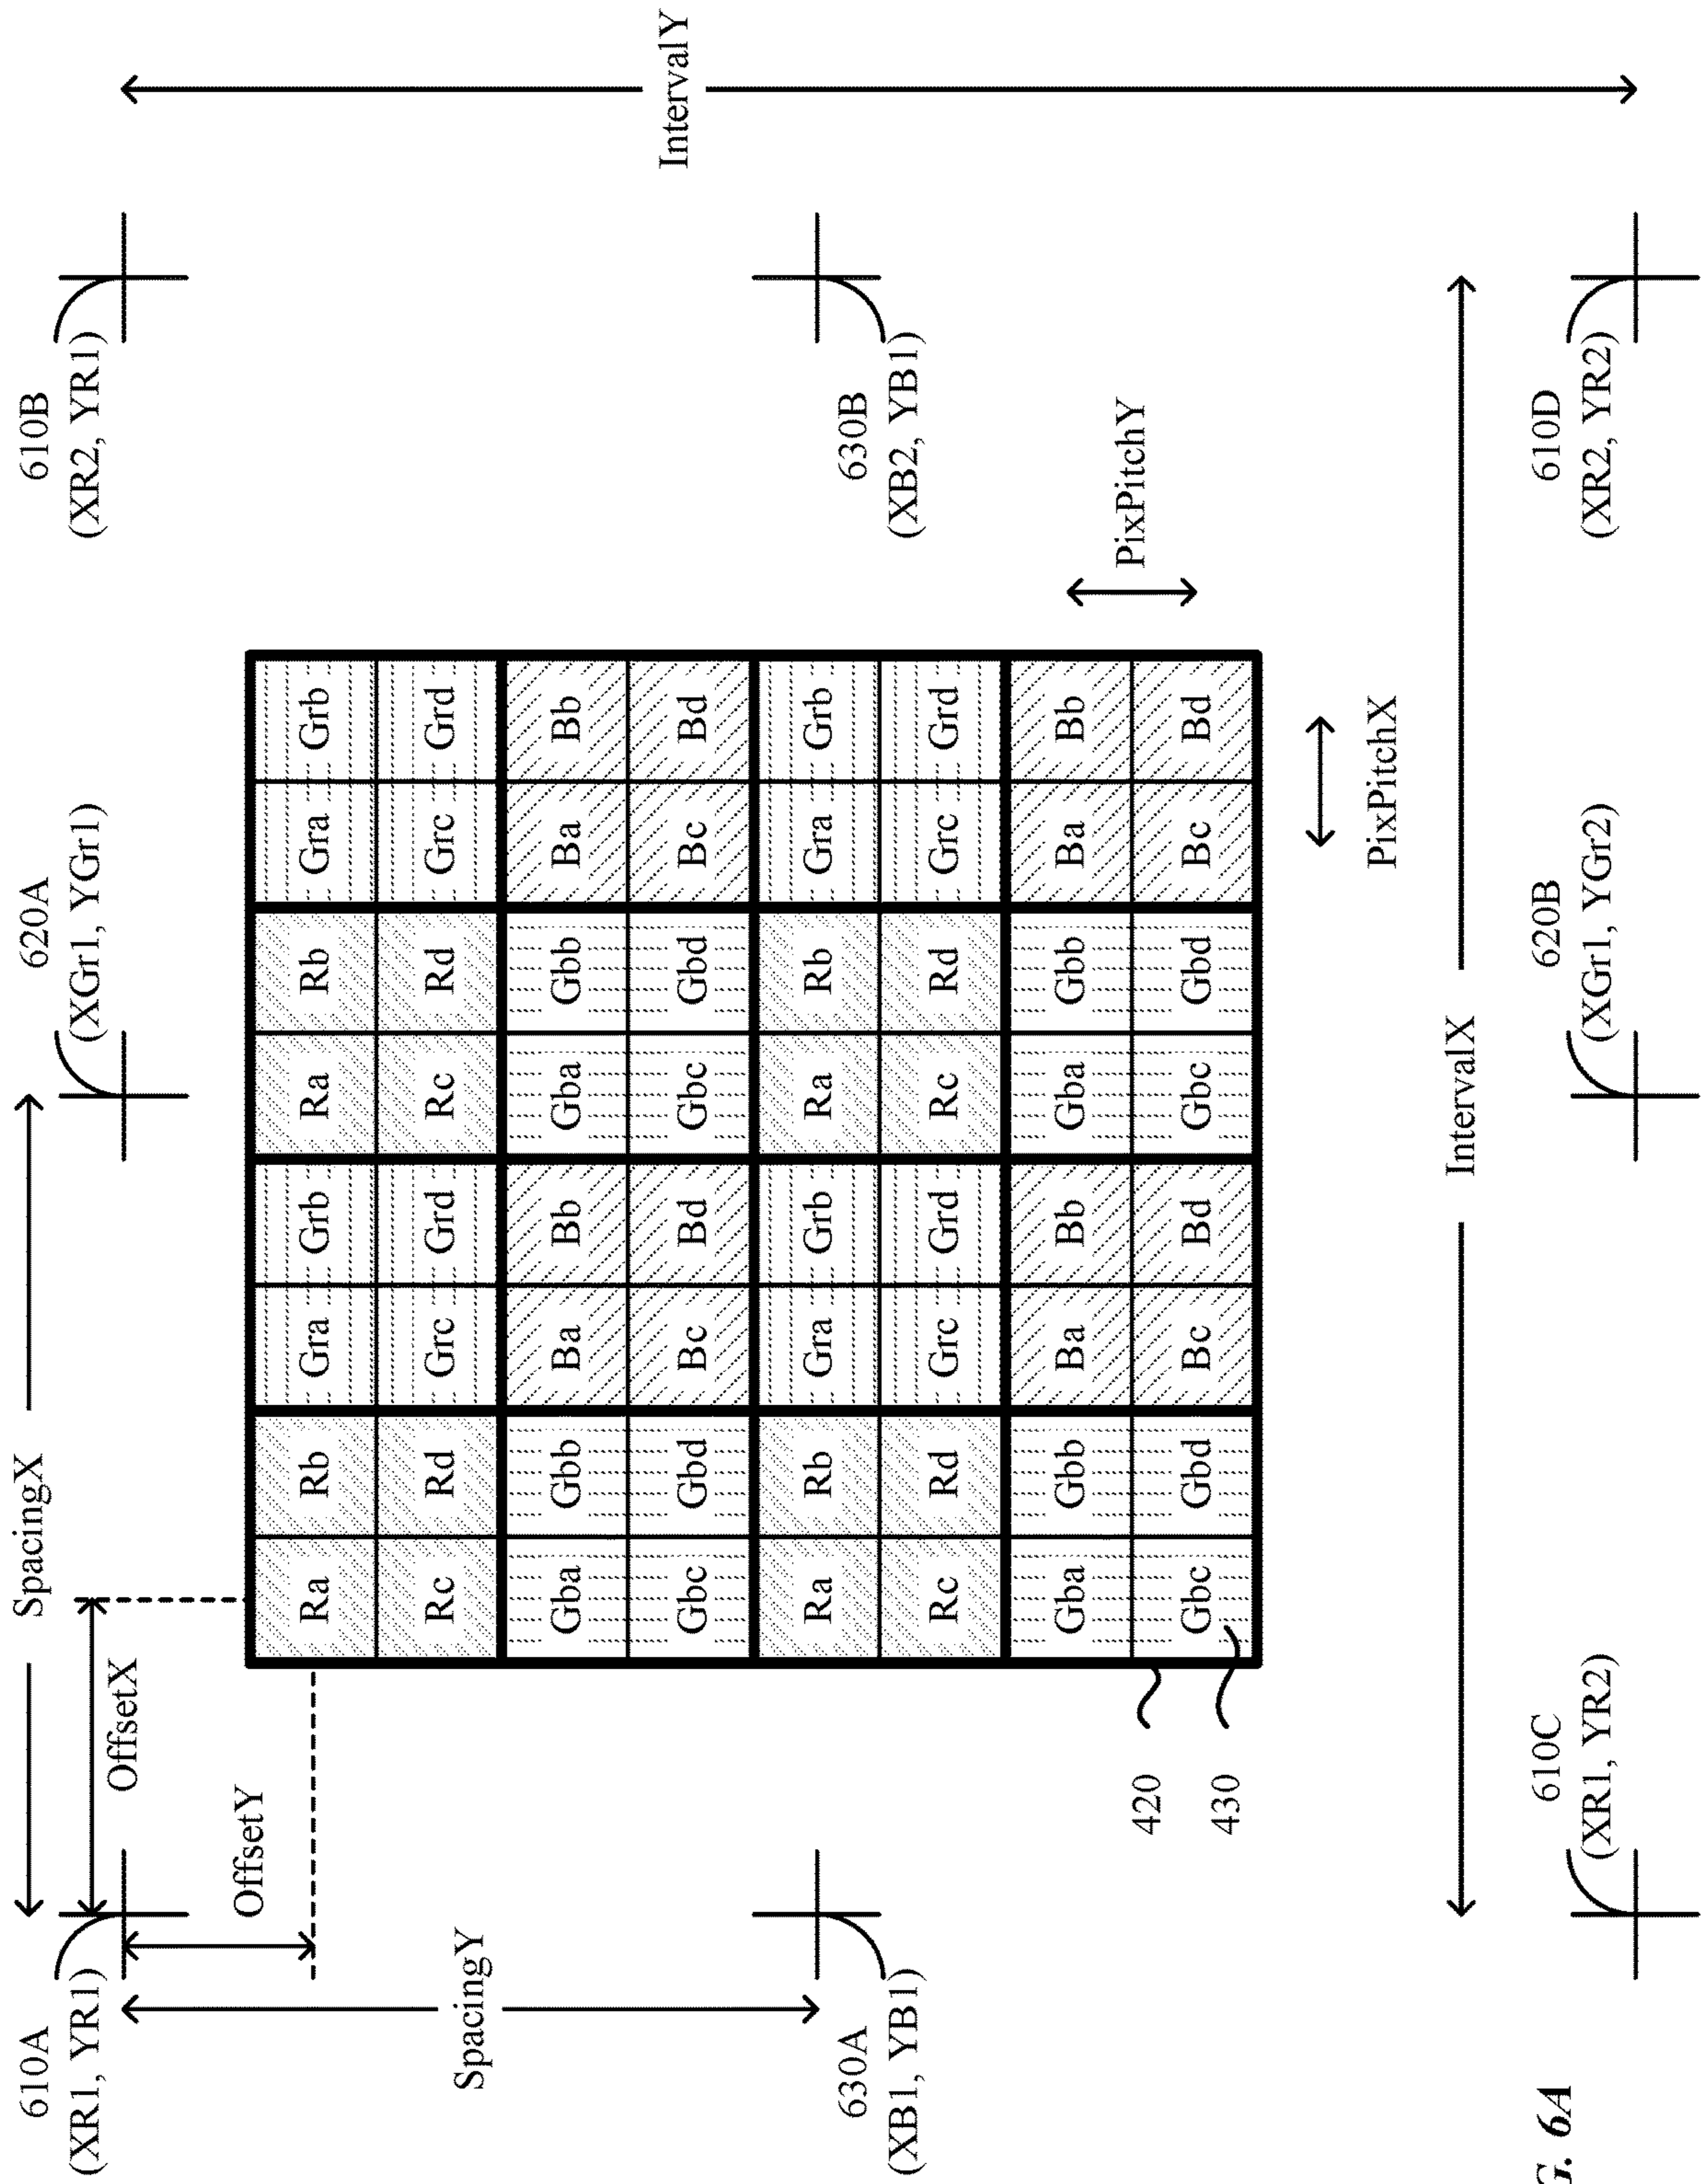 610A
SpacingX
620A
610B
(XR1, YR1)
(XGr1, YGr1)
(XR2, YR1)
OffsetX
OffsetY
Ra Rb Gra Grb Ra Rb Gra Grb
Rc Rd Grc Grd Rc Rd Grc Grd
SpacingY
Gba Gbb Ba Bb Gba Gbb Ba Bb
IntervalY
Gbc Gbd Bc Bd Gbc Gbd Bc Bd
Ra Rb Gra Grb Ra Rb Gra Grb
630A
630B
(XB1, YB1)
(XB2, YB1)
Rc Rd Grc Grd Rc Rd Grc Grd
Gba Gbb Ba Bb Gba Gbb Ba Bb
PixPitchY
420
Gbc Gbd Bc Bd Gbc Gbd Bc Bd
430
PixPitchX
IntervalX
610C
620B
610D
(XR1, YR2)
(XGr1, YGr2)
(XR2, YR2)
G. 6A